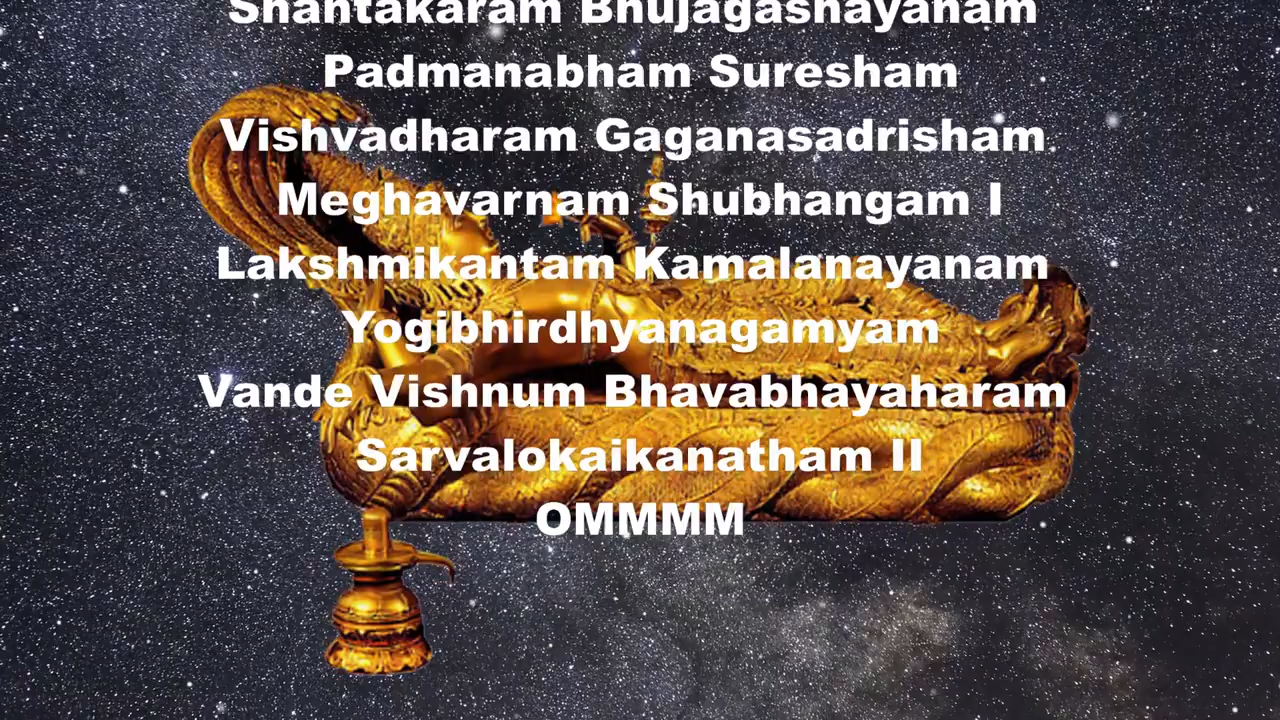 Shantakaram Bhujagashayanam
Padmanabham Suresham
Vishvadharam Gaganasadrisham
Meghavarnam Shubhangam I
Lakshmikantam Kamalanayanam
Yogibhirdhyanagamyam
Vande Vishnum Bhavabhayaharam
Sarvalokaikanatham II
OMMMM